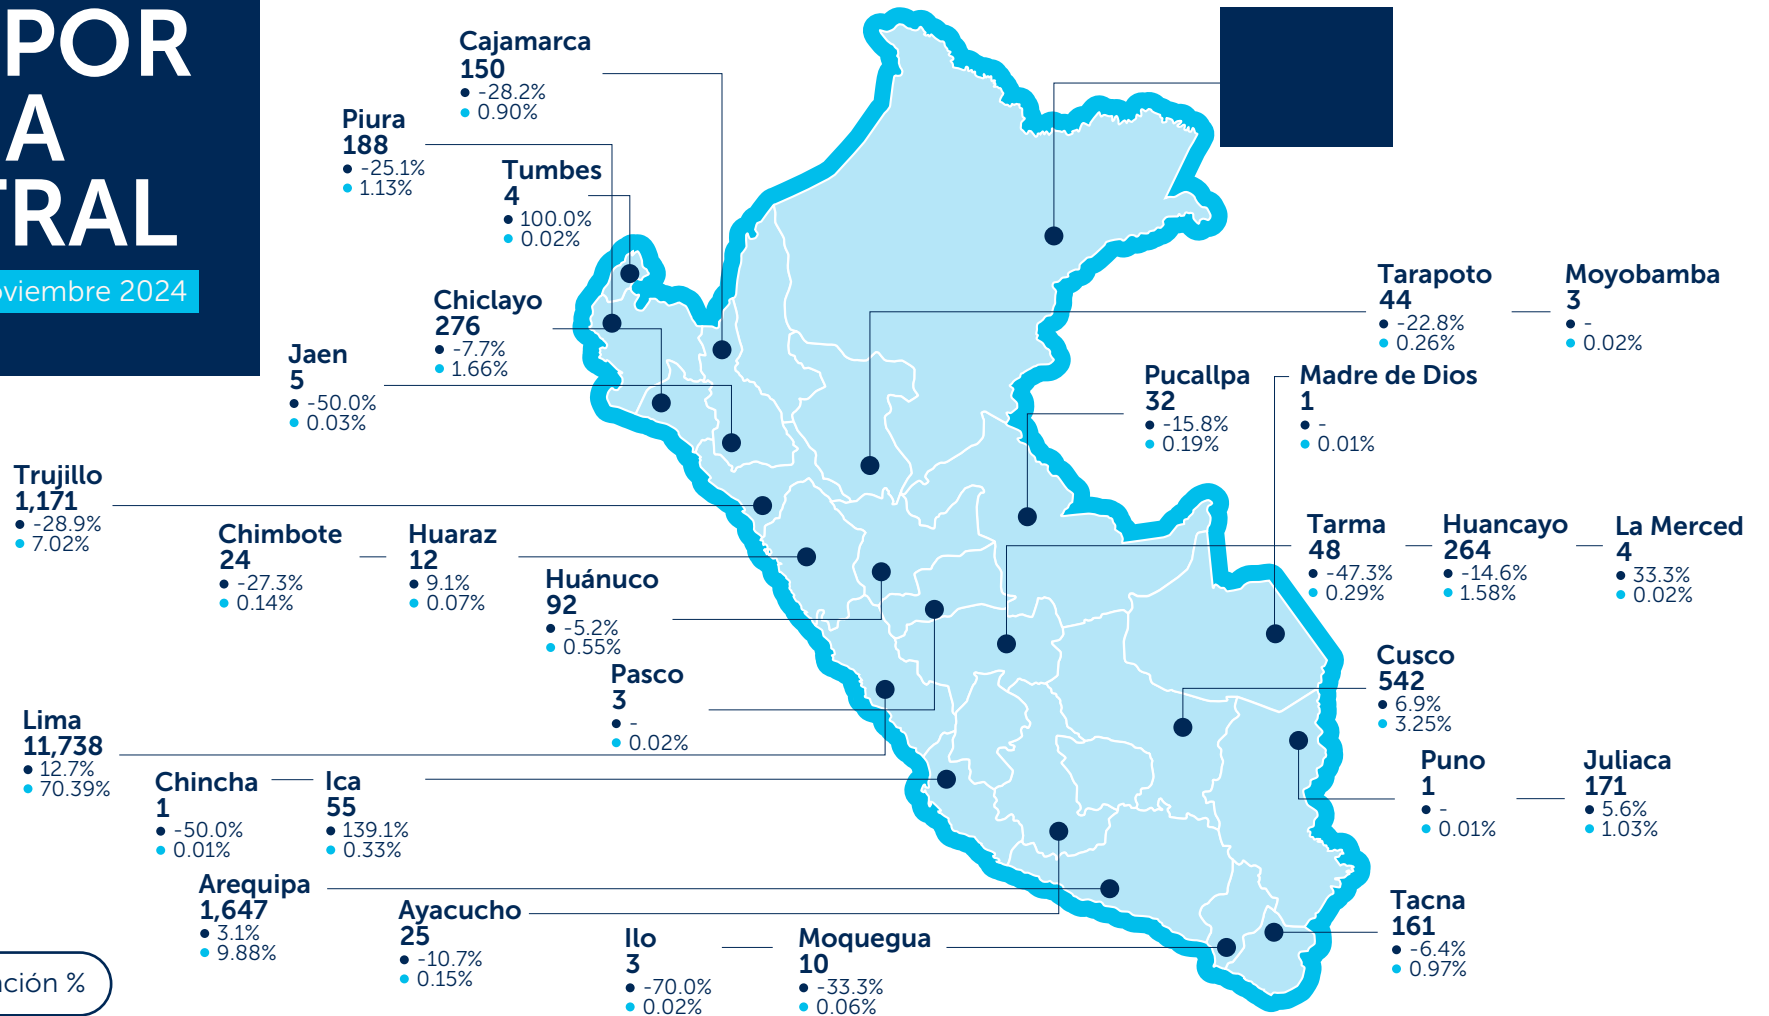 POR
A
TRAL
viembre 2024
Cajamarca
150
-28.2%
0.90%
Piura
188
-25.1%
1.13%
Tumbes
4
100.0%
0.02%
Chiclayo
276
-7.7%
1.66%
Jaen
5
-50.0%
0.03%
Tarapoto
44
-22.8%
0.26%
Moyobamba
3
-
0.02%
Pucallpa
32
-15.8%
0.19%
Madre de Dios
1
-
0.01%
Trujillo
1,171
-28.9%
7.02%
Chimbote
24
-27.3%
0.14%
Huaraz
12
9.1%
0.07%
Huánuco
92
-5.2%
0.55%
Tarma
48
-47.3%
0.29%
Huancayo
264
-14.6%
1.58%
La Merced
4
33.3%
0.02%
Pasco
3
-
0.02%
Cusco
542
6.9%
3.25%
Lima
11,738
12.7%
70.39%
Chincha
1
-50.0%
0.01%
Ica
55
139.1%
0.33%
Puno
1
-
0.01%
Juliaca
171
5.6%
1.03%
Arequipa
1,647
3.1%
9.88%
Ayacucho
25
-10.7%
0.15%
Ilo
3
-70.0%
0.02%
Moquegua
10
-33.3%
0.06%
Tacna
161
-6.4%
0.97%
ción %